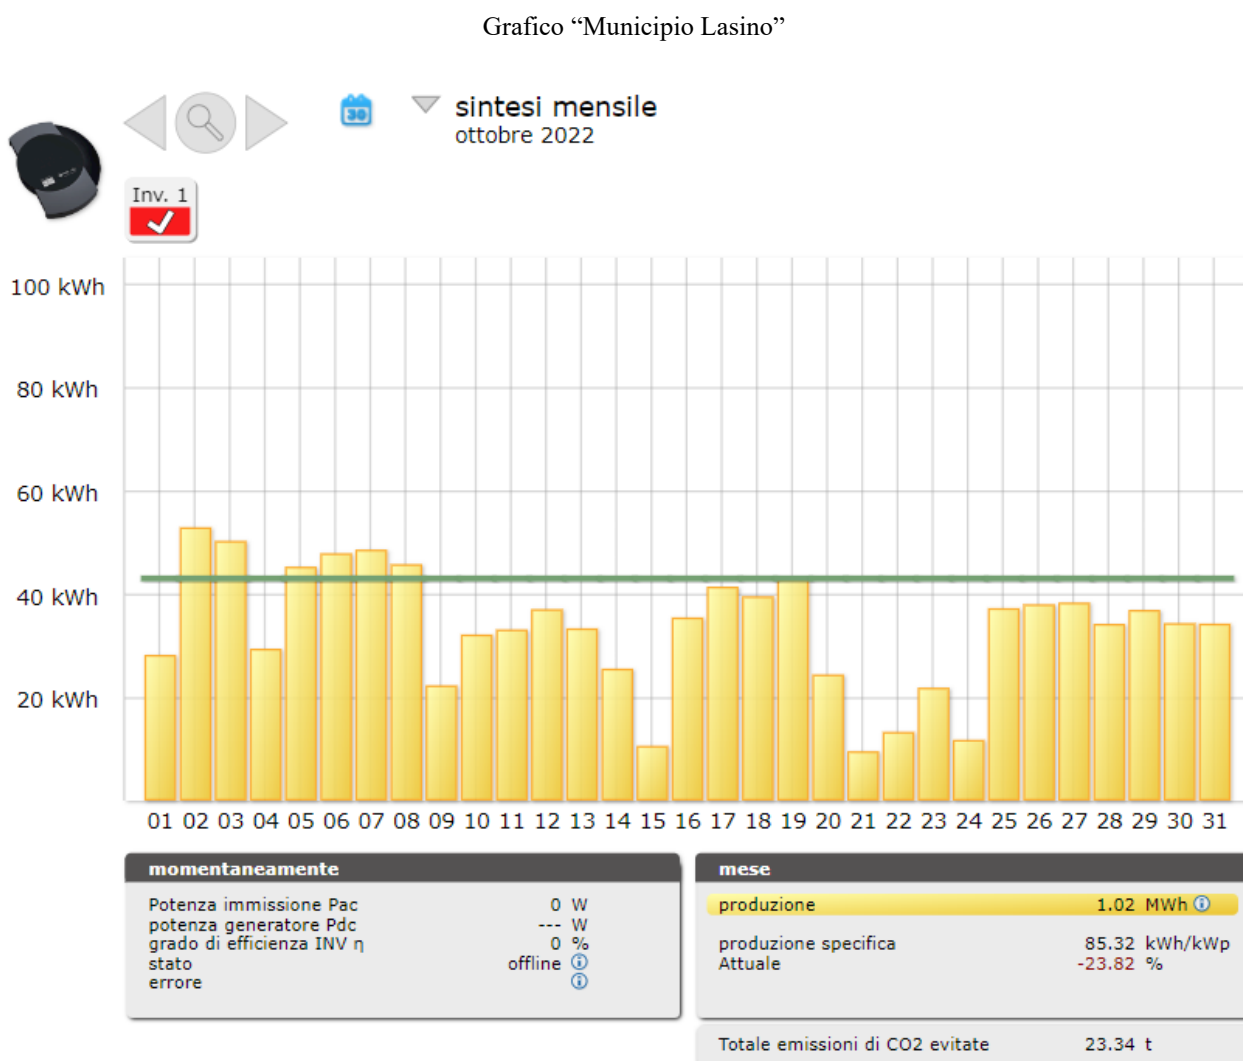 Grafico “Municipio Lasino”
30
sintesi mensile
ottobre 2022
Inv. 1
100 kWh
80 kWh
60 kWh
40 kWh
20 kWh
01 02 03 04 05 06 07 08 09 10 11 12 13 14 15 16 17 18 19 20 21 22 23 24 25 26 27 28 29 30 31
momentaneamente
Potenza immissione Pac 0 W
potenza generatore Pdc --- W
grado di efficienza INV η 0 %
stato offline
errore
mese
produzione 1.02 MWh
produzione specifica 85.32 kWh/kWp
Attuale -23.82 %
Totale emissioni di CO2 evitate 23.34 t